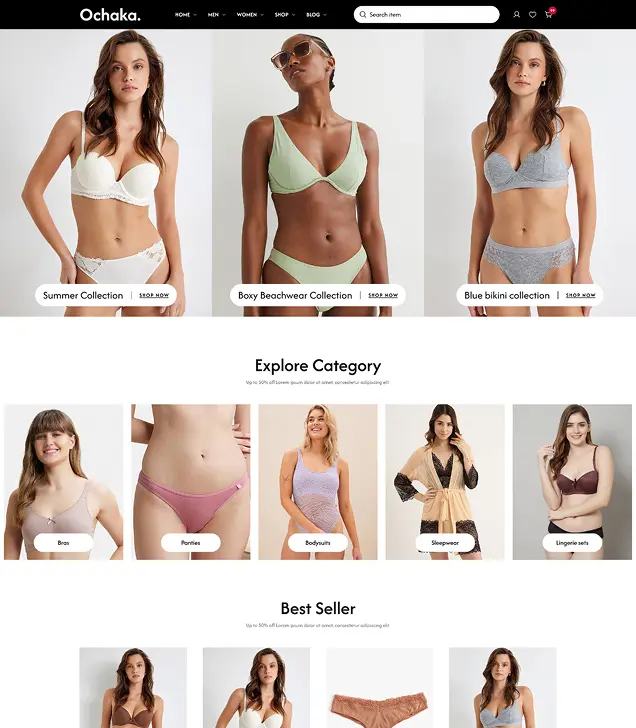 Ochaka.
HOME MEN WOMEN SHOP BLOG
Search item
Summer Collection | SHOP NOW
Boxy Beachwear Collection | SHOP NOW
Blue bikini collection | SHOP NOW
Explore Category
Up to 50% off Lorem ipsum dolor sit amet, consectetur adipiscing elit
Bras
Panties
Bodysuits
Sleepwear
Lingerie sets
Best Seller
Up to 50% off Lorem ipsum dolor sit amet, consectetur adipiscing elit